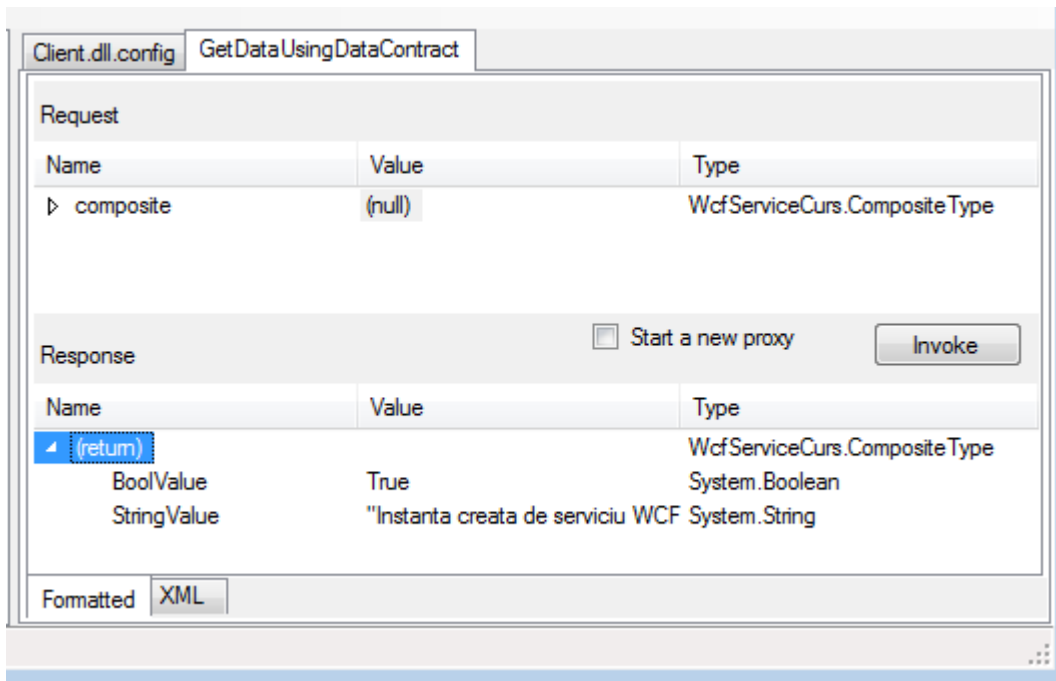 Client.dll.config GetDataUsingDataContract
Request
Name Value Type
composite (null) WcfServiceCurs.CompositeType
Start a new proxy Invoke
Response
Name Value Type
(return) WcfServiceCurs.CompositeType
BoolValue True System.Boolean
StringValue "Instanta creata de serviciu WCF System.String
Formatted XML